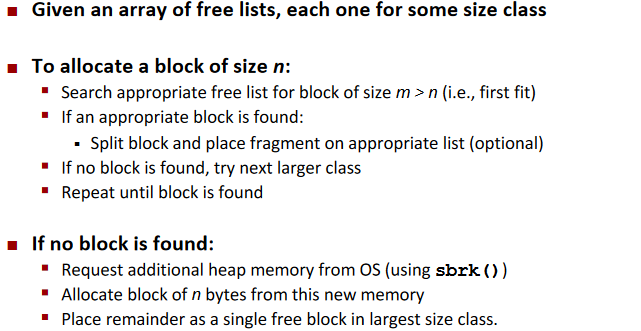 Given an array of free lists, each one for some size class
To allocate a block of size n:
Search appropriate free list for block of size m > n (i.e., first fit)
If an appropriate block is found:
Split block and place fragment on appropriate list (optional)
If no block is found, try next larger class
Repeat until block is found
If no block is found:
Request additional heap memory from OS (using sbrk())
Allocate block of n bytes from this new memory
Place remainder as a single free block in largest size class.